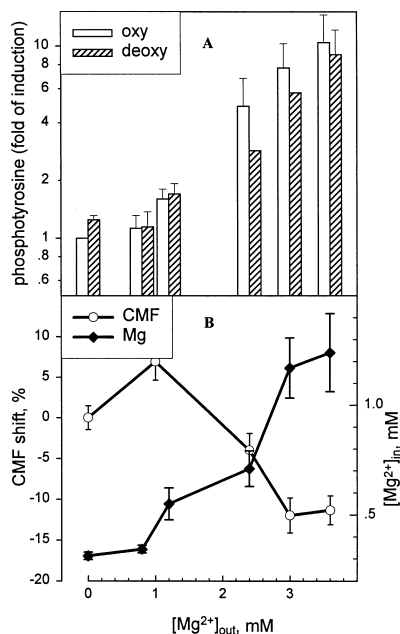 oxy
deoxy
A
phosphotyrosine (fold of induction)
10
8
6
4
2
1
.8
.6
CMF
Mg
B
CMF shift, %
10
5
0
-5
-10
-15
-20
1.0
.5
[Mg2+]in, mM
0
1
2
3
[Mg2+]out, mM